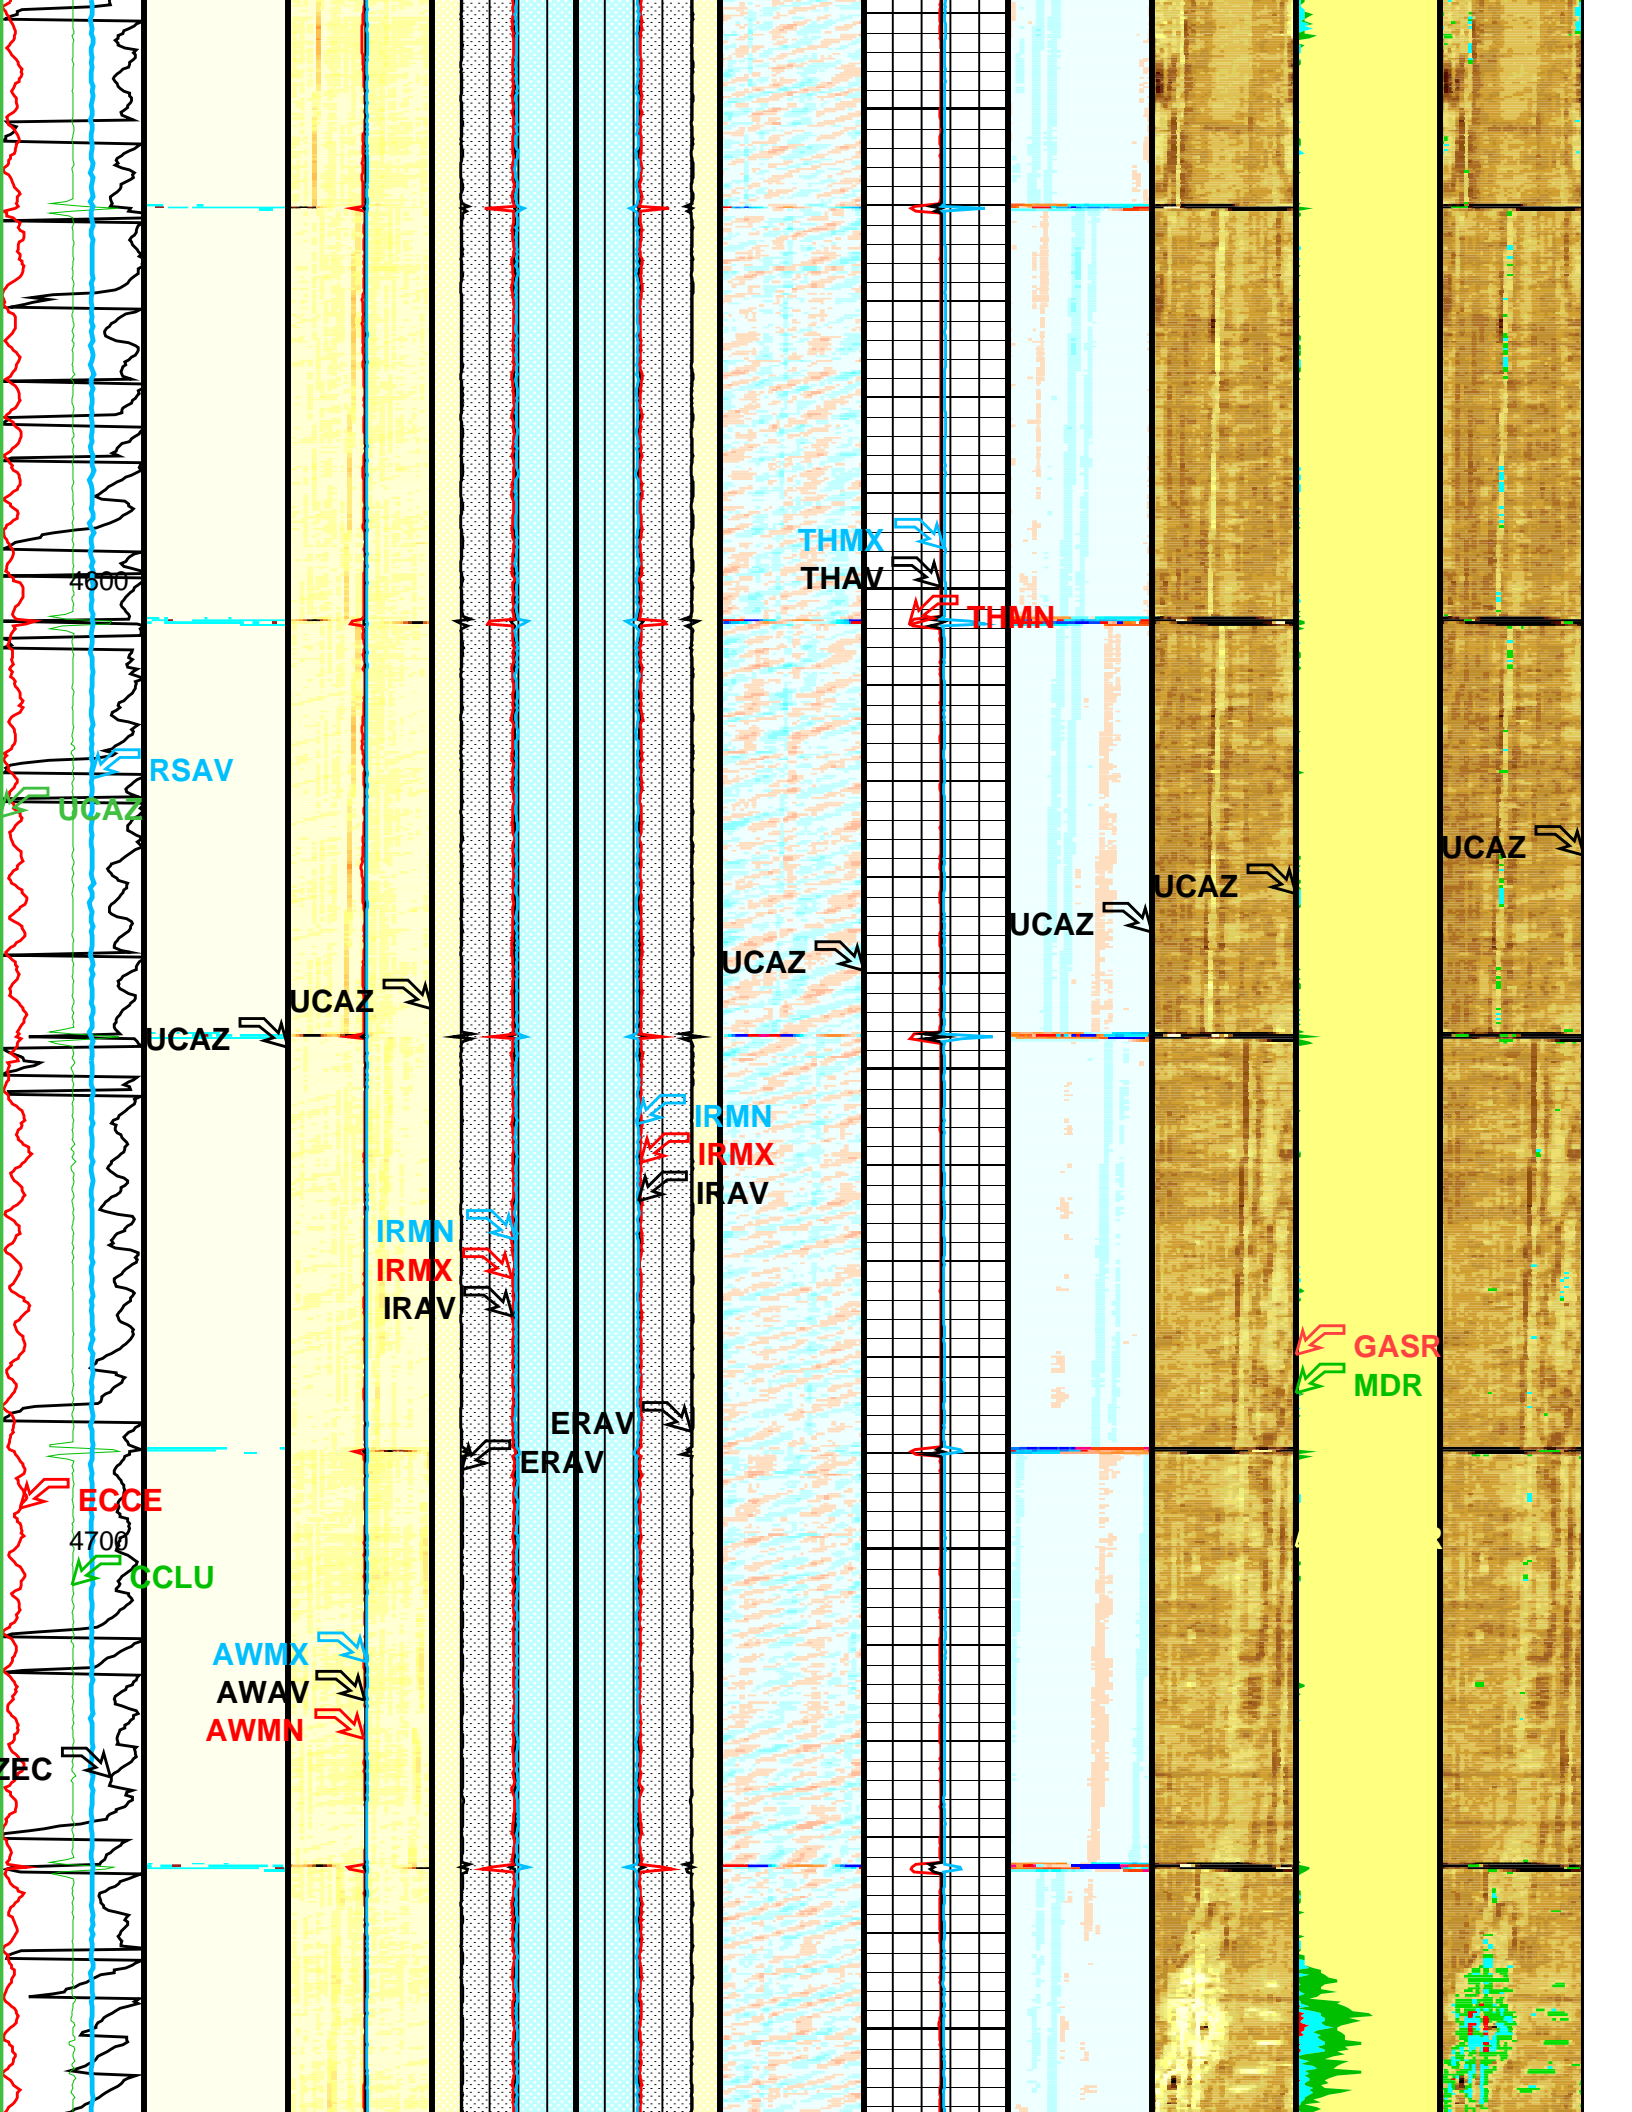 THMX
4600
THAV
THMN
RSAV
UCAZ
UCAZ
UCAZ
UCAZ
UCAZ
UCAZ
UCAZ
IRMN
IRMX
IRAV
IRMN
IRMX
IRAV
GASR
MDR
ERAV
ERAV
ECCE
4700
CCLU
AWMX
AWAV
AWMN
ZEC